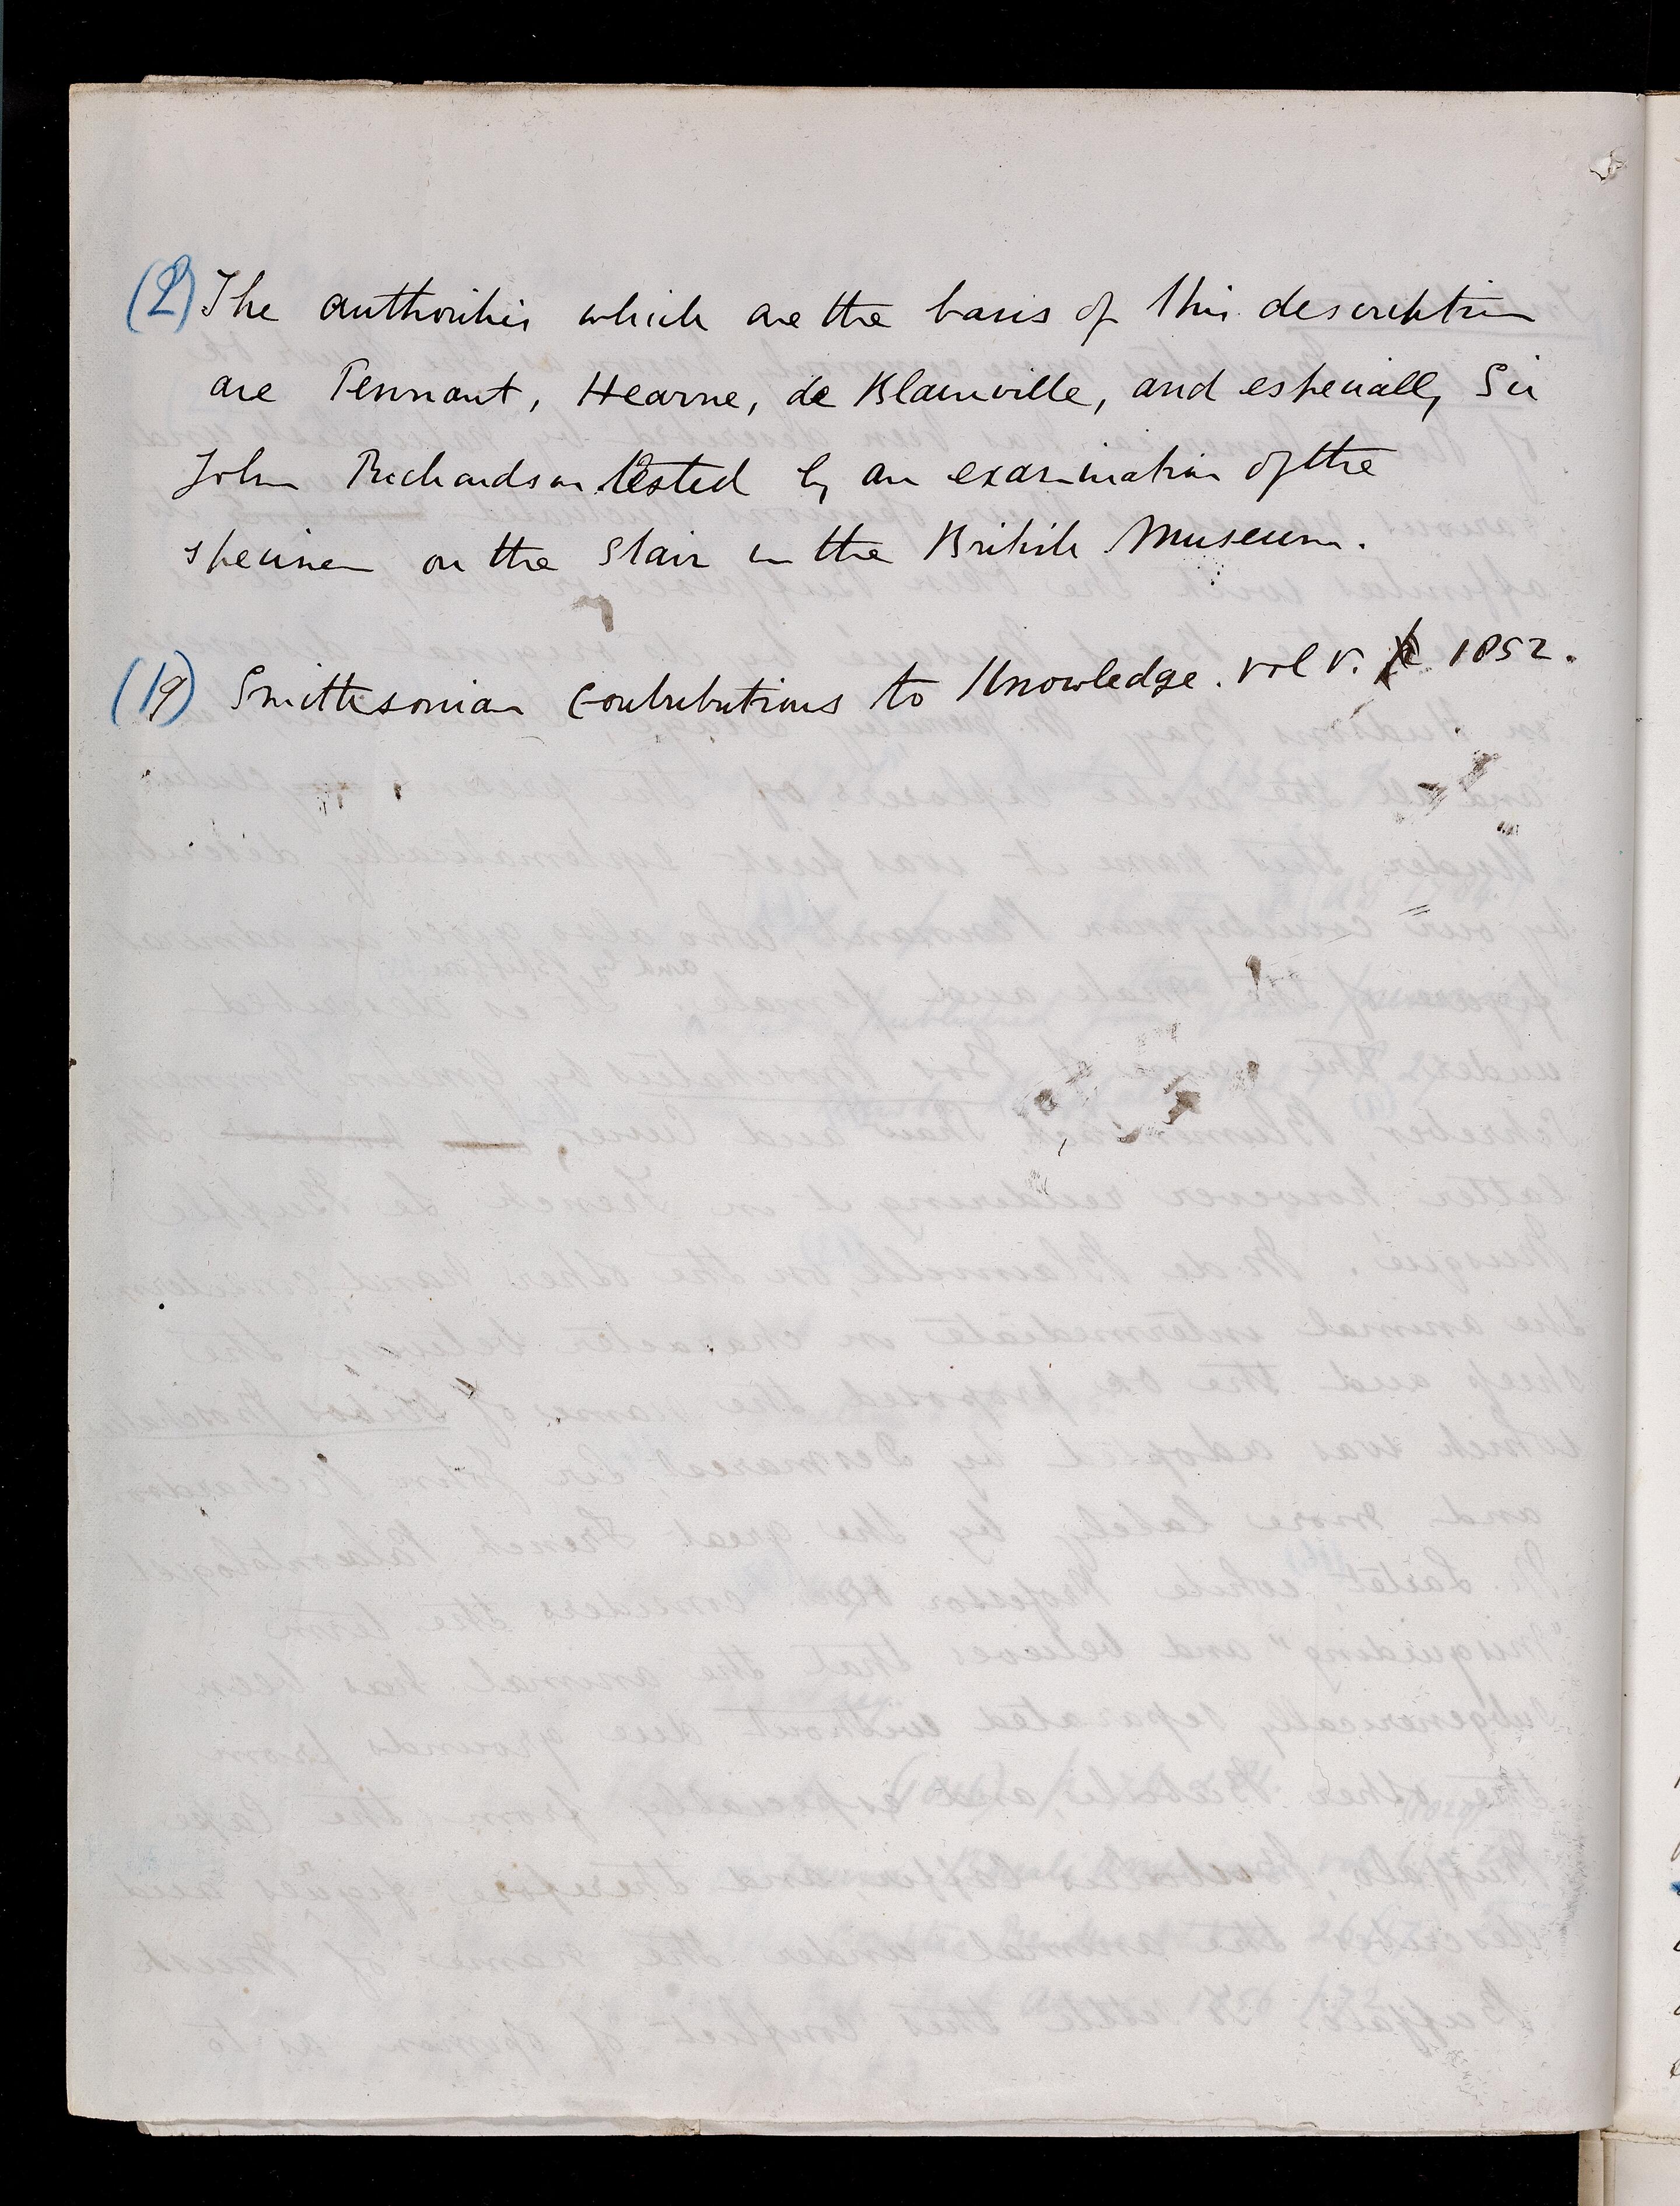 (2) The authorities which are the basis of this description
are Pennant, Hearne, de Blainville, and especially Sir
John Richardson tested by an examination of the
specimen on the stair in the British Museum.
(19) Smithsonian Contributions to Knowledge. vol V. 1852.